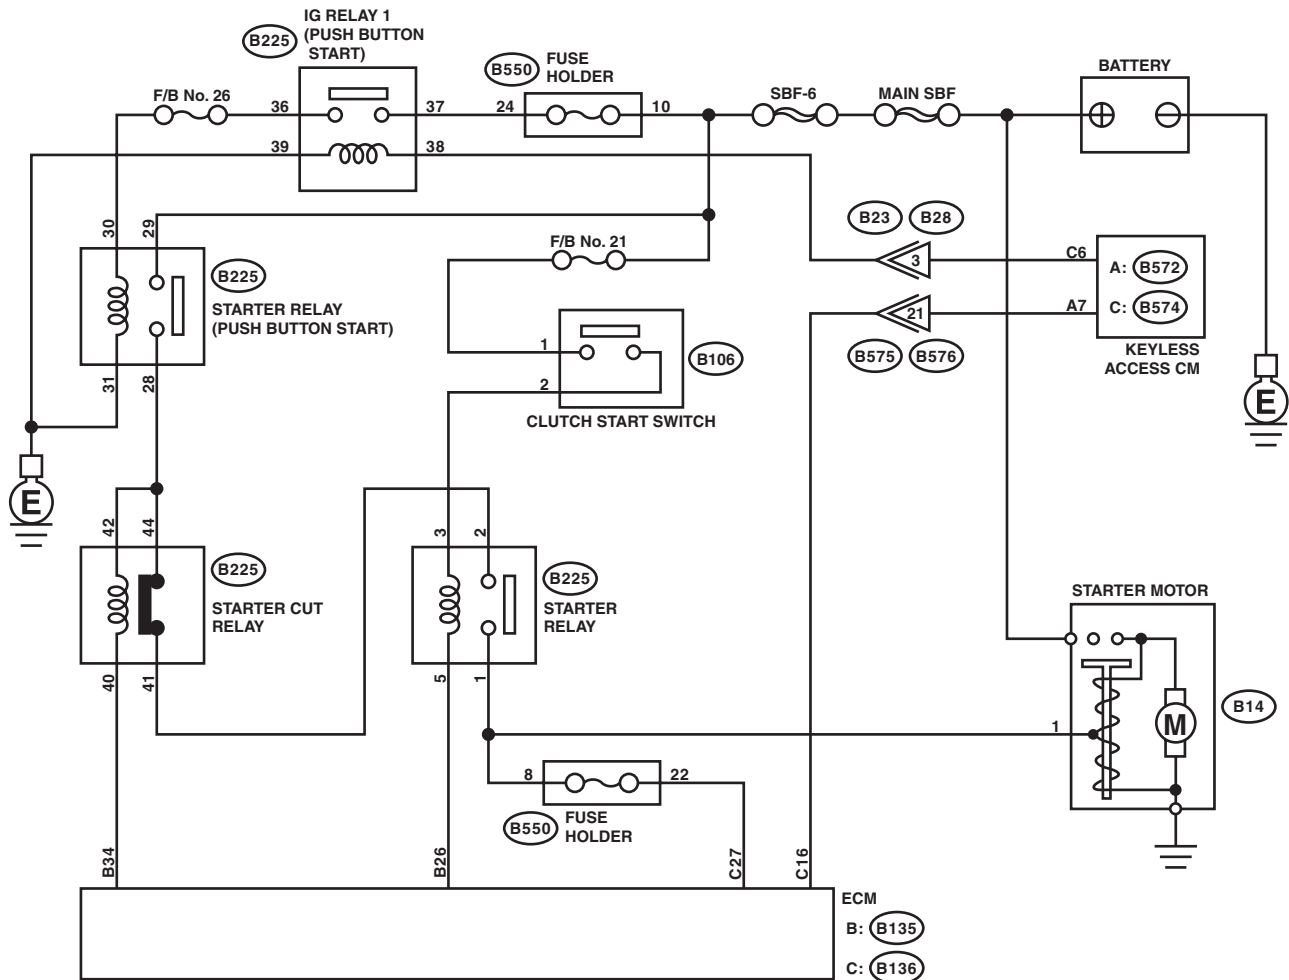 IG RELAY 1
(PUSH BUTTON
START)
B225
B550
FUSE
HOLDER
BATTERY
F/B No. 26
36
37
24
10
SBF-6
MAIN SBF
39
38
30
29
B23
B28
F/B No. 21
3
C6
A: B572
B225
STARTER RELAY
(PUSH BUTTON START)
21
A7
C: B574
1
B106
B575
B576
KEYLESS
ACCESS CM
31
28
2
CLUTCH START SWITCH
E
E
42
44
3
2
B225
STARTER CUT
RELAY
B225
STARTER
RELAY
STARTER MOTOR
40
41
5
1
1
M
B14
8
22
B550
FUSE
HOLDER
B34
B26
C27
C16
ECM
B: B135
C: B136